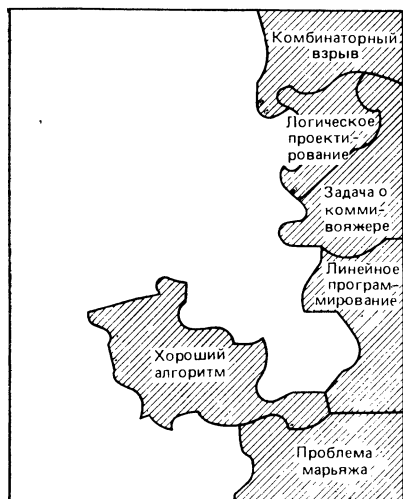 Комбинаторный
взрыв
Логическое
проекти-
рование
Задача о
комми-
вояжере
Линейное
програм-
мирование
Хороший
алгоритм
Проблема
марьяжа